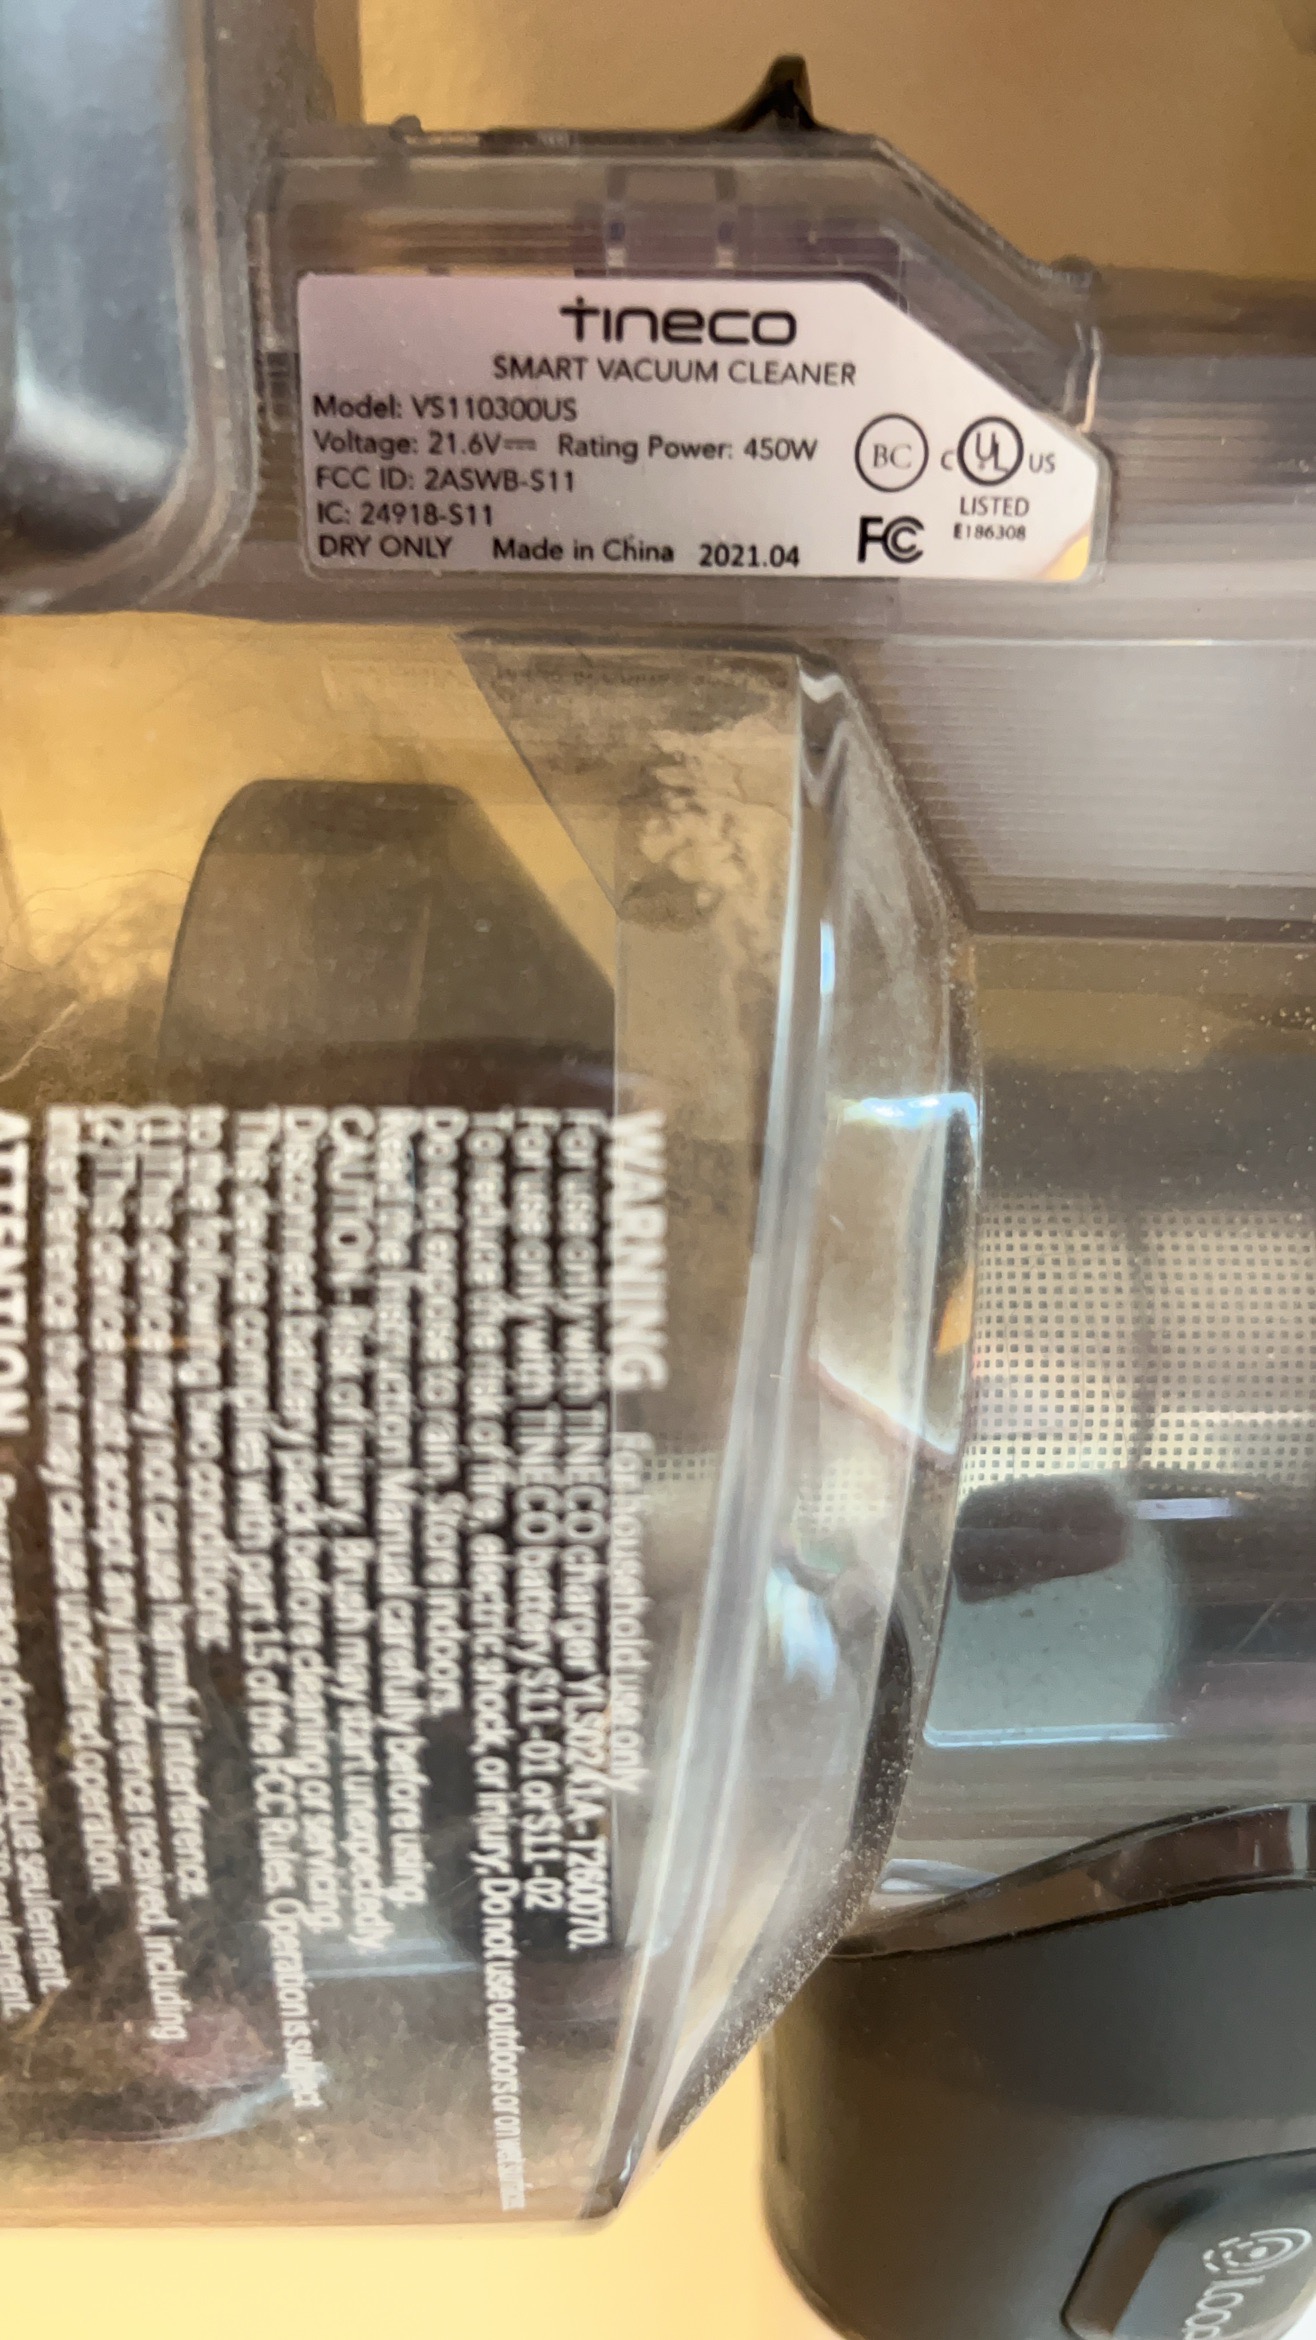 tineco
SMART VACUUM CLEANER
Model: VS110300US
Voltage: 21.6V⎓ Rating Power: 450W
FCC ID: 2ASWB-S11
IC: 24918-S11
DRY ONLY Made in China 2021.04
BC
C UL US
LISTED
E186308
FC
WARNING For household use only
For use only with TINECO charger YLS0241A-T260070.
For use only with TINECO battery S11-01 or S11-02
To reduce the risk of fire, electric shock, or injury, Do not use outdoors or on wet surfaces.
Do not expose to rain. Store indoors.
Read the Instruction Manual carefully before using.
CAUTION - Risk of injury. Brush may start unexpectedly.
Disconnect battery pack before cleaning or servicing.
This device complies with part 15 of the FCC Rules. Operation is subject
to the following two conditions:
(1) This device may not cause harmful interference.
(2) This device must accept any interference received, including
interference that may cause undesired operation.
ATTENTION
domestique seulement